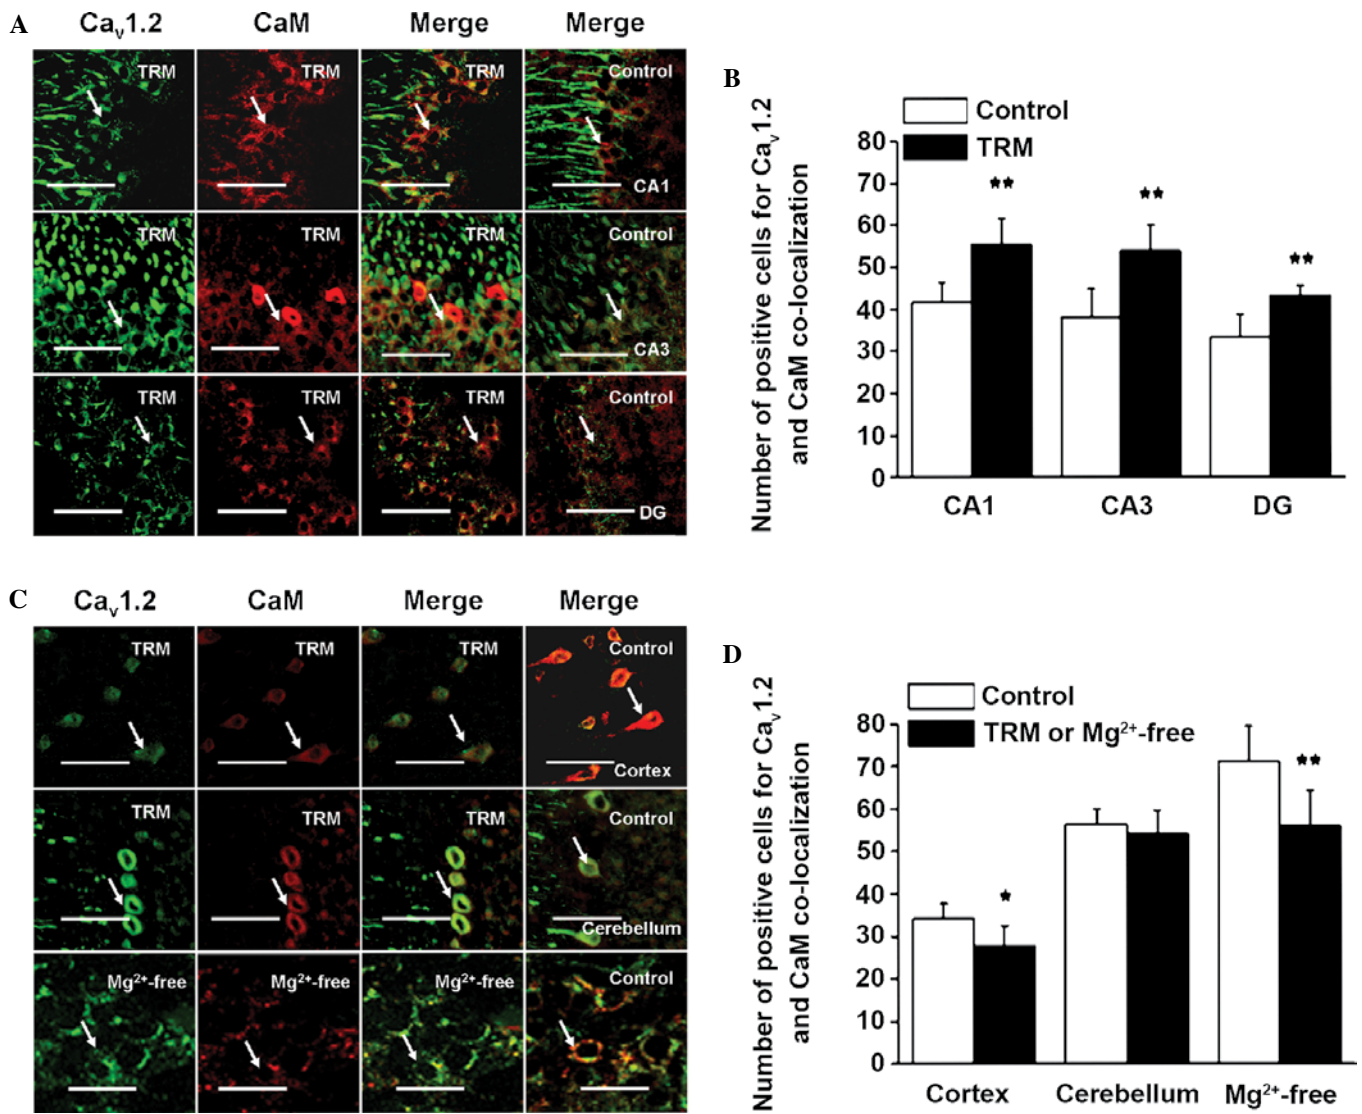 A
Caᵥ1.2 CaM Merge Merge
TRM TRM TRM Control
CA1
TRM TRM TRM Control
CA3
TRM TRM TRM Control
DG
B
Number of positive cells for Caᵥ1.2
and CaM co-localization
Control
TRM
80
70
60
50
40
30
20
10
0
** ** **
CA1 CA3 DG
C
Caᵥ1.2 CaM Merge Merge
TRM TRM TRM Control
Cortex
TRM TRM TRM Control
Cerebellum
Mg²⁺-free Mg²⁺-free Mg²⁺-free Control
D
Number of positive cells for Caᵥ1.2
and CaM co-localization
Control
TRM or Mg²⁺-free
80
70
60
50
40
30
20
10
0
* **
Cortex Cerebellum Mg²⁺-free